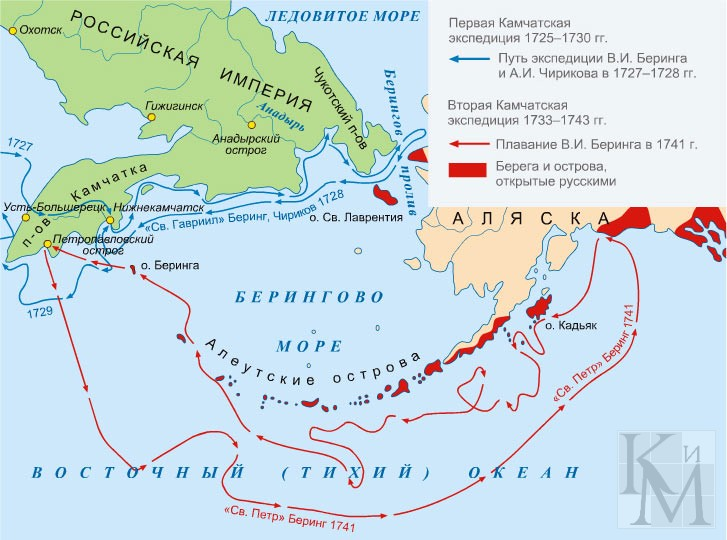 ЛЕДОВИТОЕ МОРЕ
Охотск
РОССИЙСКАЯ ИМПЕРИЯ
Гижигинск
Анадырь
Анадырский
острог
Чукотский п-ов
Берингов
пролив
1727
п-ов Камчатка
Усть-Большерецк
Нижнекамчатск
Петропавловский
острог
«Св. Гавриил» Беринг, Чириков 1728
о. Св. Лаврентия
АЛЯСКА
о. Беринга
1729
БЕРИНГОВО
МОРЕ
Алеутские острова
о. Кадьяк
«Св. Петр» Беринг 1741
ВОСТОЧНЫЙ (ТИХИЙ) ОКЕАН
«Св. Петр» Беринг 1741
Первая Камчатская
экспедиция 1725–1730 гг.
Путь экспедиции В.И. Беринга
и А.И. Чирикова в 1727–1728 гг.
Вторая Камчатская
экспедиция 1733–1743 гг.
Плавание В.И. Беринга в 1741 г.
Берега и острова,
открытые русскими
КиМ